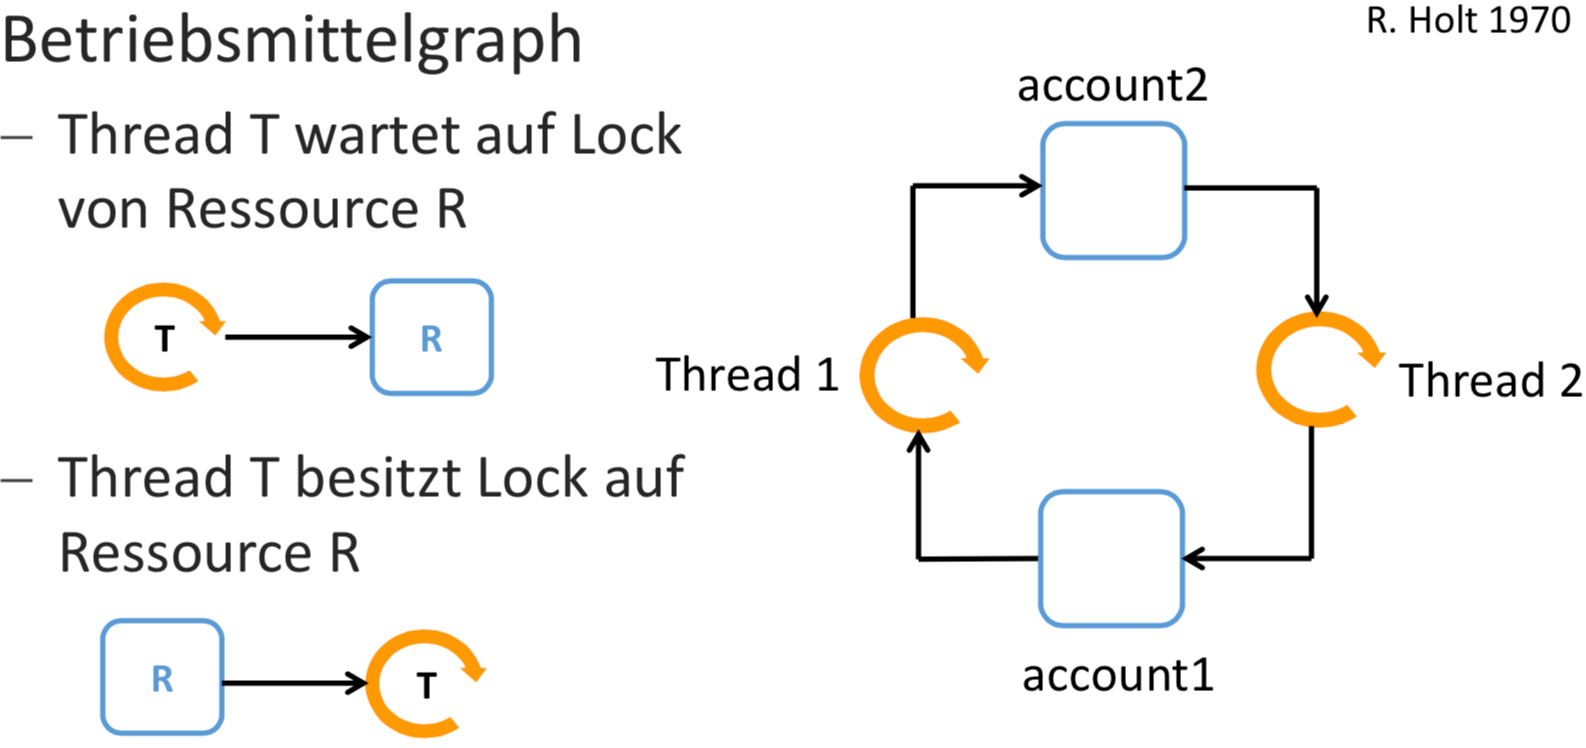 Betriebsmittelgraph
R. Holt 1970
– Thread T wartet auf Lock
von Ressource R
T
R
– Thread T besitzt Lock auf
Ressource R
R
T
account2
Thread 1
Thread 2
account1